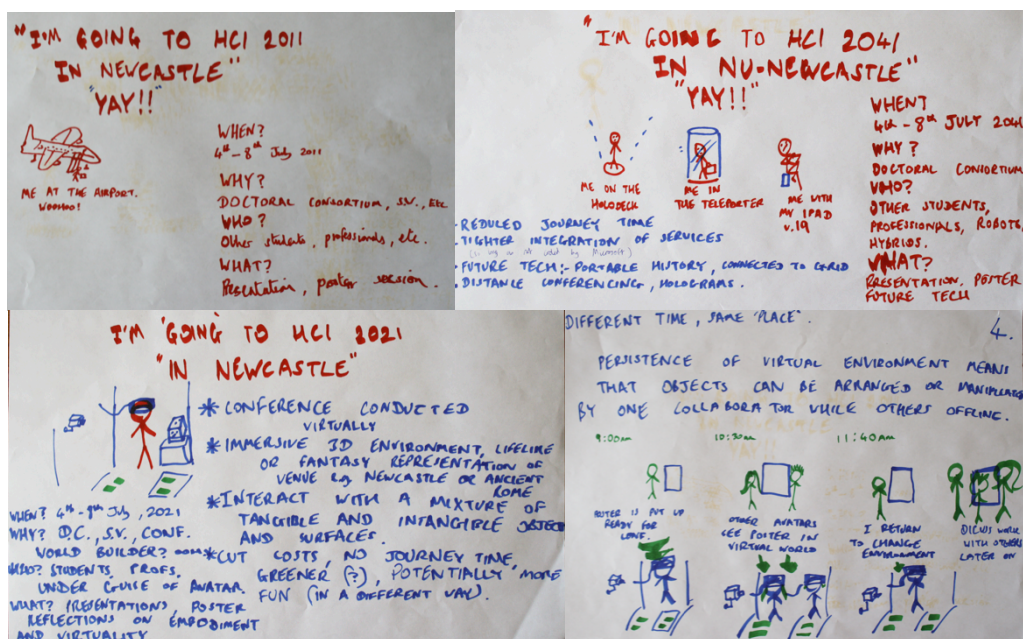 "I'M GOING TO HCI 2011
IN NEWCASTLE"
"YAY!!"
ME AT THE AIRPORT.
WOOHOO!
WHEN?
4th - 8th July 2011
WHY?
DOCTORAL CONSORTIUM, S.V., ETC
WHO?
Other students, professionals, etc.
WHAT?
Presentation, poster session.
"I'M GOING TO HCI 2041
IN NU-NEWCASTLE"
"YAY!!"
ME ON THE
HOLODECK
ME IN
THE TELEPORTER
ME WITH
MY IPAD
v.19
- REDUCED JOURNEY TIME
- TIGHTER INTEGRATION OF SERVICES
• FUTURE TECH:- PORTABLE HISTORY, CONNECTED TO GRID
• DISTANCE CONFERENCING, HOLOGRAMS.
WHEN?
4th - 8th JULY 2041
WHY?
DOCTORAL CONSORTIUM
WHO?
OTHER STUDENTS,
PROFESSIONALS, ROBOTS,
HYBRIDS.
WHAT?
PRESENTATION, POSTER
FUTURE TECH
I'M 'GOING' TO HCI 2021
"IN NEWCASTLE"
* CONFERENCE CONDUCTED
VIRTUALLY
* IMMERSIVE 3D ENVIRONMENT, LIFELIKE
OR FANTASY REPRESENTATION OF
VENUE e.g. NEWCASTLE OR ANCIENT
ROME
* INTERACT WITH A MIXTURE OF
TANGIBLE AND INTANGIBLE OBJECTS
AND SURFACES.
* CUT COSTS, NO JOURNEY TIME,
GREENER (?), POTENTIALLY MORE
FUN (IN A DIFFERENT WAY).
WHEN? 4th - 8th July, 2021
WHY? D.C., S.V., CONF.
WORLD BUILDER?
WHO? STUDENTS, PROFS,
UNDER GUISE OF AVATAR.
WHAT? PRESENTATIONS, POSTER
REFLECTIONS ON EMBODIMENT
AND VIRTUALITY
DIFFERENT TIME, SAME 'PLACE'.
4.
PERSISTENCE OF VIRTUAL ENVIRONMENT MEANS
THAT OBJECTS CAN BE ARRANGED OR MANIPULATED
BY ONE COLLABORATOR WHILE OTHERS OFFLINE.
9:00am
10:30am
11:40am
POSTER IS PUT UP
READY FOR
CONF.
OTHER AVATARS
SEE POSTER IN
VIRTUAL WORLD
I RETURN
TO CHANGE
ENVIRONMENT
DISCUSS WORK
WITH OTHERS
LATER ON